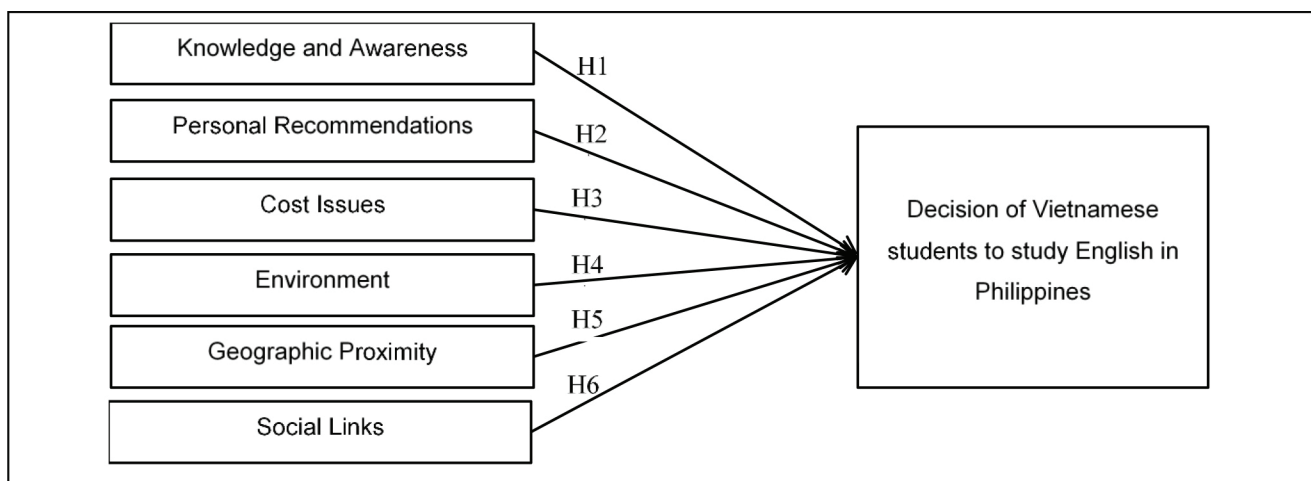 Knowledge and Awareness
H1
Personal Recommendations
H2
Cost Issues
H3
Environment
H4
Geographic Proximity
H5
Social Links
H6
Decision of Vietnamese
students to study English in
Philippines